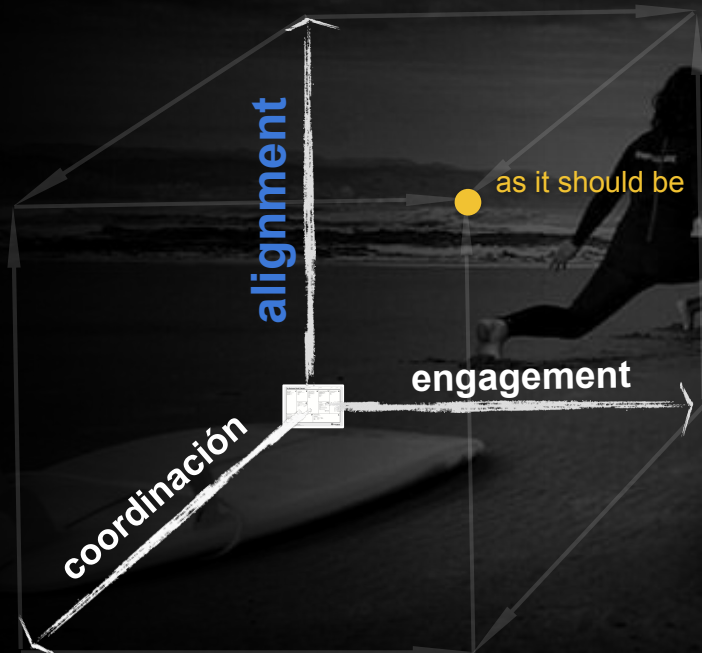 alignment
as it should be
engagement
coordinación